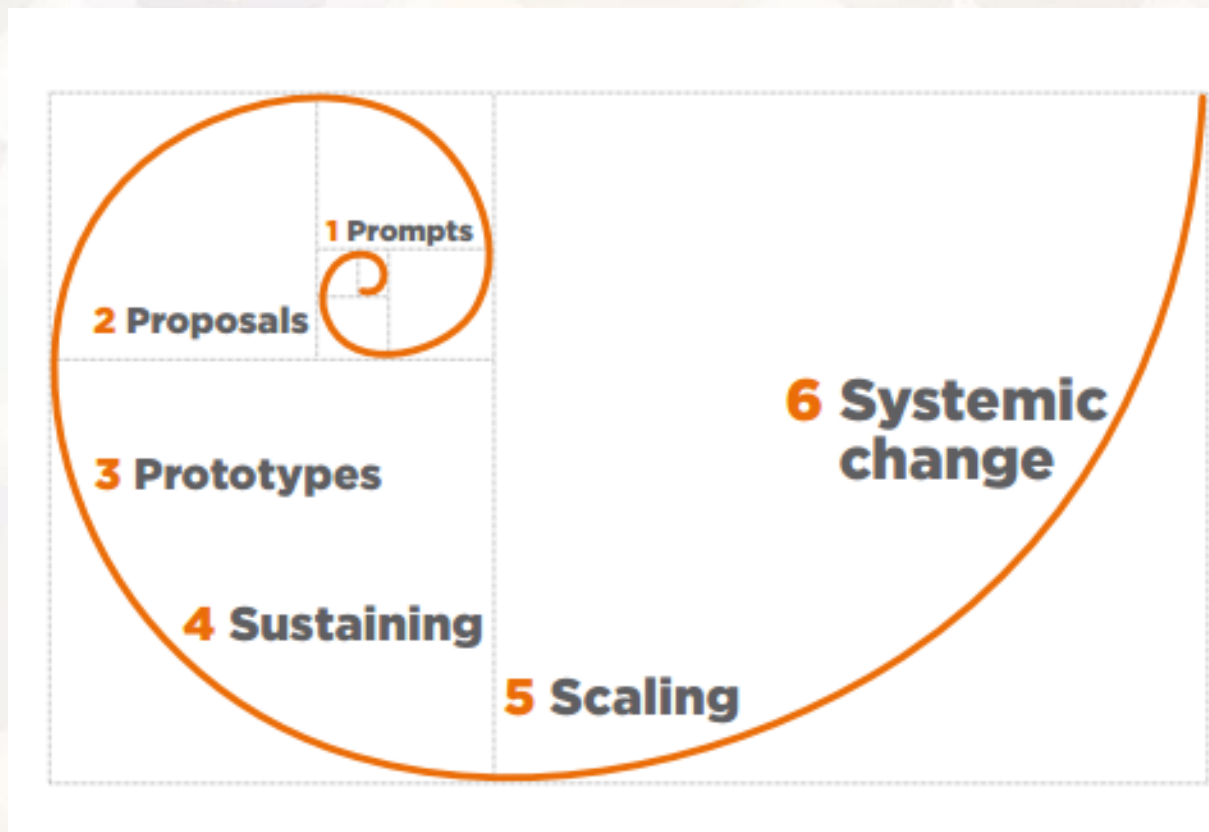 1 Prompts
2 Proposals
3 Prototypes
4 Sustaining
5 Scaling
6 Systemic
change